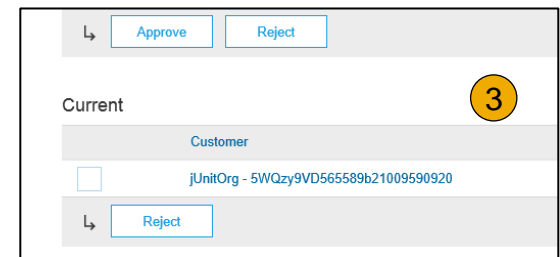 Approve Reject
3
Current
Customer
jUnitOrg - 5WQzy9VD565589b21009590920
Reject